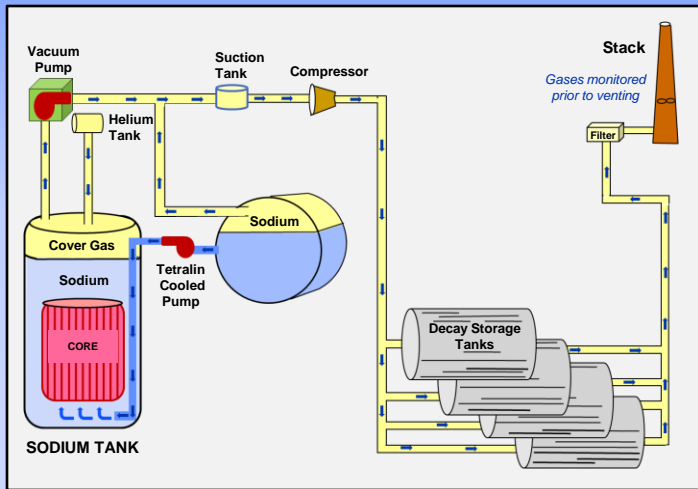 Vacuum
Pump
Helium
Tank
Suction
Tank
Compressor
Stack
Gases monitored
prior to venting
Filter
Cover Gas
Sodium
CORE
SODIUM TANK
Tetralin
Cooled
Pump
Sodium
Decay Storage
Tanks